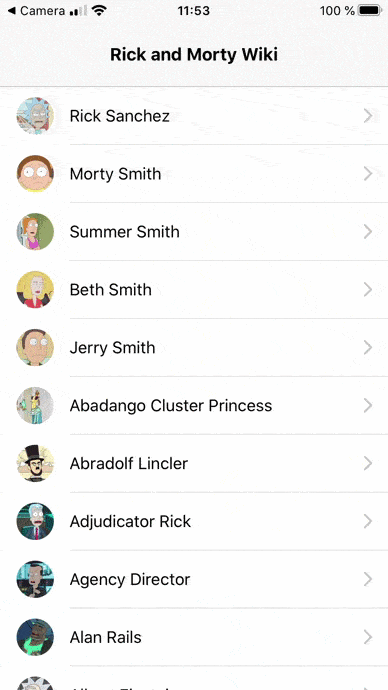 Camera 11:53 100 %
Rick and Morty Wiki
Rick Sanchez
Morty Smith
Summer Smith
Beth Smith
Jerry Smith
Abadango Cluster Princess
Abradolf Lincler
Adjudicator Rick
Agency Director
Alan Rails